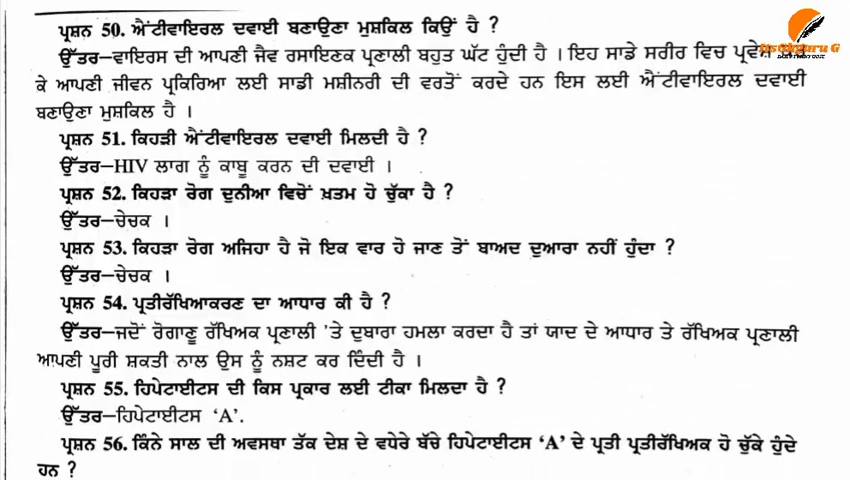 ਪ੍ਰਸ਼ਨ 50. ਐਂਟੀਵਾਇਰਲ ਦਵਾਈ ਬਣਾਉਣਾ ਮੁਸ਼ਕਿਲ ਕਿਉਂ ਹੈ ?
ਉੱਤਰ—ਵਾਇਰਸ ਦੀ ਆਪਣੀ ਜੈਵ ਰਸਾਇਣਕ ਪ੍ਰਣਾਲੀ ਬਹੁਤ ਘੱਟ ਹੁੰਦੀ ਹੈ । ਇਹ ਸਾਡੇ ਸਰੀਰ ਵਿਚ ਪ੍ਰਵੇਸ਼
ਕੇ ਆਪਣੀ ਜੀਵਨ ਪ੍ਰਕਿਰਿਆ ਲਈ ਸਾਡੀ ਮਸ਼ੀਨਰੀ ਦੀ ਵਰਤੋਂ ਕਰਦੇ ਹਨ ਇਸ ਲਈ ਐਂਟੀਵਾਇਰਲ ਦਵਾਈ
ਬਣਾਉਣਾ ਮੁਸ਼ਕਿਲ ਹੈ ।
ਪ੍ਰਸ਼ਨ 51. ਕਿਹੜੀ ਐਂਟੀਵਾਇਰਲ ਦਵਾਈ ਮਿਲਦੀ ਹੈ ?
ਉੱਤਰ—HIV ਲਾਗ ਨੂੰ ਕਾਬੂ ਕਰਨ ਦੀ ਦਵਾਈ ।
ਪ੍ਰਸ਼ਨ 52. ਕਿਹੜਾ ਰੋਗ ਦੁਨੀਆ ਵਿਚੋਂ ਖ਼ਤਮ ਹੋ ਚੁੱਕਾ ਹੈ ?
ਉੱਤਰ—ਚੇਚਕ ।
ਪ੍ਰਸ਼ਨ 53. ਕਿਹੜਾ ਰੋਗ ਅਜਿਹਾ ਹੈ ਜੋ ਇਕ ਵਾਰ ਹੋ ਜਾਣ ਤੋਂ ਬਾਅਦ ਦੁਆਰਾ ਨਹੀਂ ਹੁੰਦਾ ?
ਉੱਤਰ—ਚੇਚਕ ।
ਪ੍ਰਸ਼ਨ 54. ਪ੍ਰਤੀਰੱਖਿਆਕਰਣ ਦਾ ਆਧਾਰ ਕੀ ਹੈ ?
ਉੱਤਰ—ਜਦੋਂ ਰੋਗਾਣੂ ਰੱਖਿਅਕ ਪ੍ਰਣਾਲੀ 'ਤੇ ਦੁਬਾਰਾ ਹਮਲਾ ਕਰਦਾ ਹੈ ਤਾਂ ਯਾਦ ਦੇ ਆਧਾਰ ਤੇ ਰੱਖਿਅਕ ਪ੍ਰਣਾਲੀ
ਆਪਣੀ ਪੂਰੀ ਸ਼ਕਤੀ ਨਾਲ ਉਸ ਨੂੰ ਨਸ਼ਟ ਕਰ ਦਿੰਦੀ ਹੈ ।
ਪ੍ਰਸ਼ਨ 55. ਹਿਪੇਟਾਈਟਸ ਦੀ ਕਿਸ ਪ੍ਰਕਾਰ ਲਈ ਟੀਕਾ ਮਿਲਦਾ ਹੈ ?
ਉੱਤਰ—ਹਿਪੇਟਾਈਟਸ 'A'.
ਪ੍ਰਸ਼ਨ 56. ਕਿੰਨੇ ਸਾਲ ਦੀ ਅਵਸਥਾ ਤੱਕ ਦੇਸ਼ ਦੇ ਵਧੇਰੇ ਬੱਚੇ ਹਿਪੇਟਾਈਟਸ 'A' ਦੇ ਪ੍ਰਤੀ ਪ੍ਰਤੀਰੱਖਿਅਕ ਹੋ ਚੁੱਕੇ ਹੁੰਦੇ
ਹਨ ?